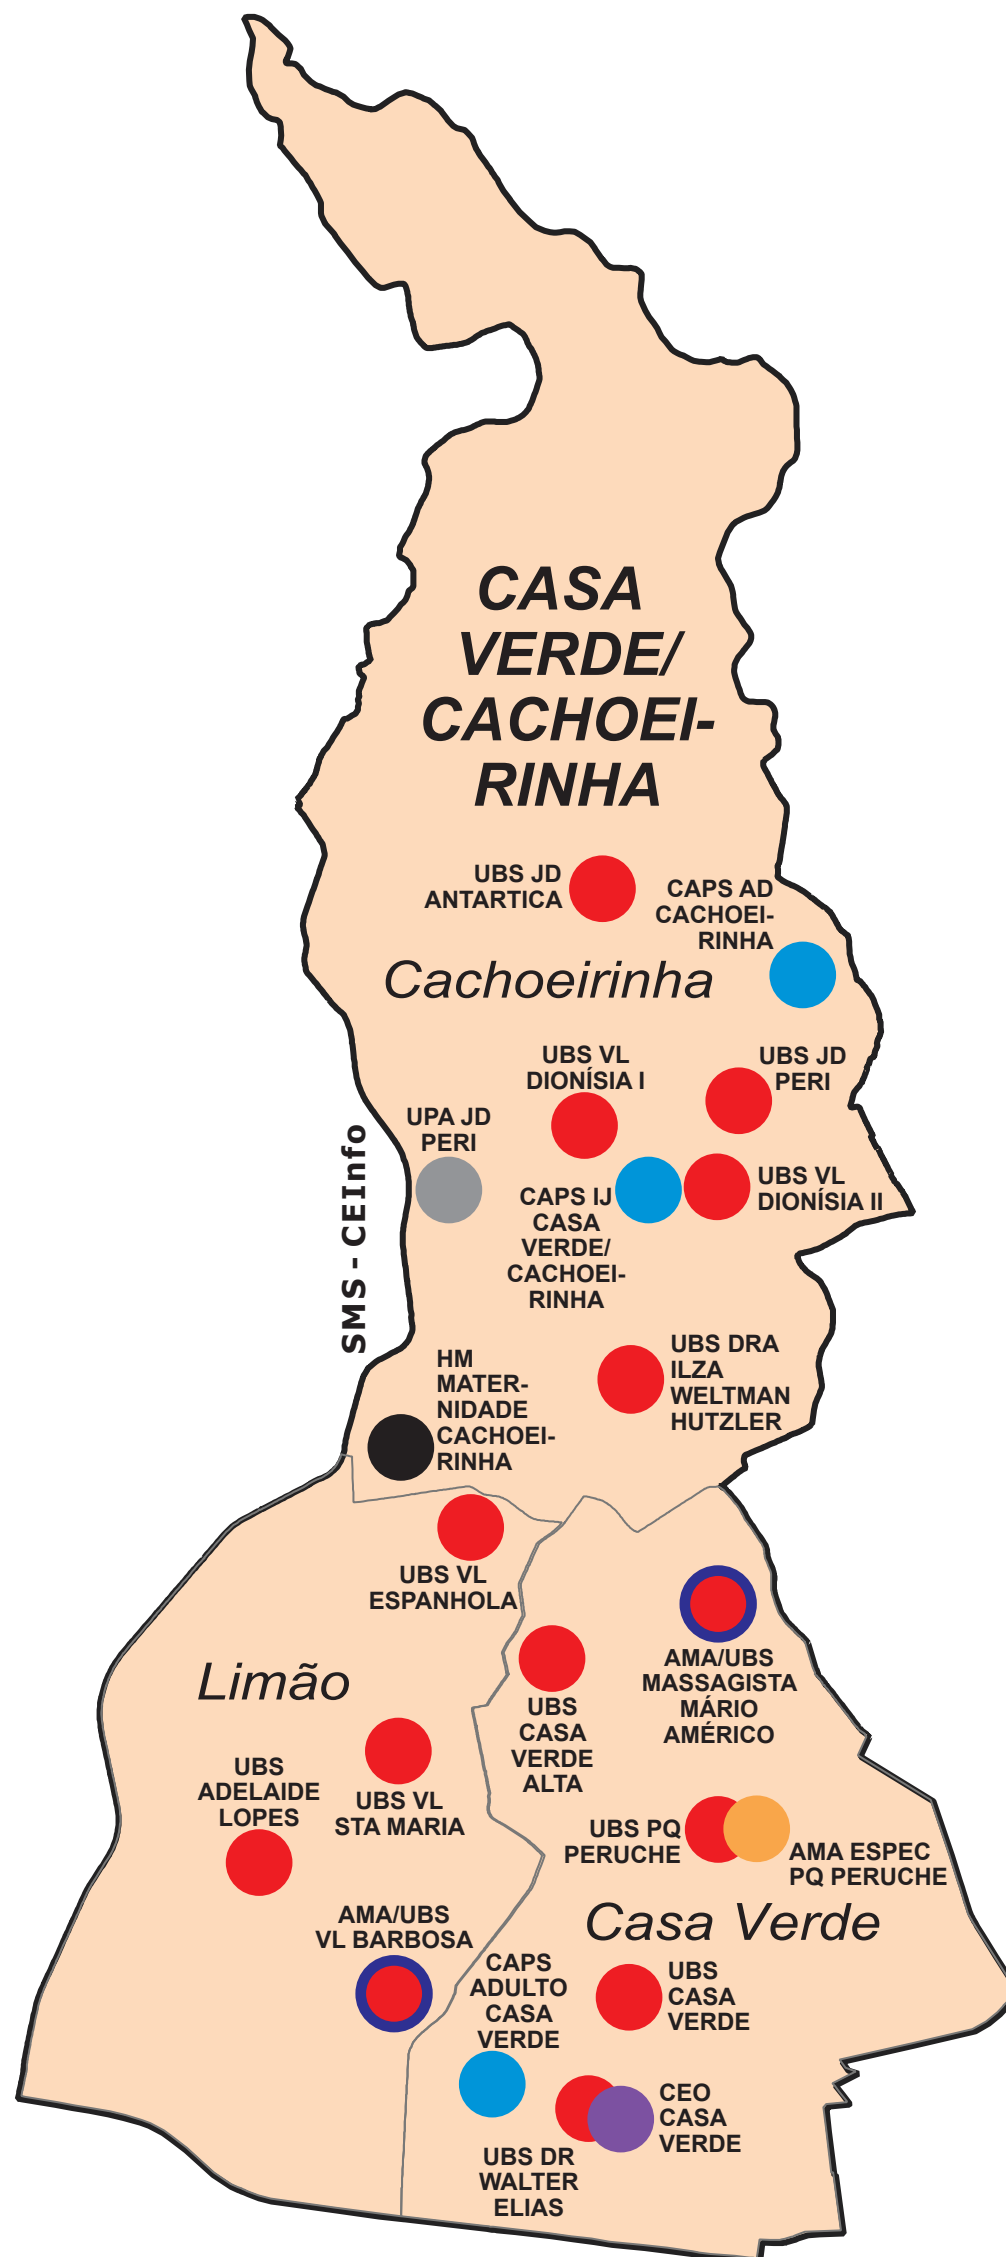 CASA
VERDE/
CACHOEI-
RINHA
UBS JD
ANTARTICA
CAPS AD
CACHOEI-
RINHA
Cachoeirinha
UBS VL
DIONÍSIA I
UBS JD
PERI
UPA JD
PERI
SMS - CEInfo
CAPS IJ
CASA
VERDE/
CACHOEI-
RINHA
UBS VL
DIONÍSIA II
UBS DRA
ILZA
WELTMAN
HUTZLER
HM
MATER-
NIDADE
CACHOEI-
RINHA
UBS VL
ESPANHOLA
Limão
UBS
CASA
VERDE
ALTA
AMA/UBS
MASSAGISTA
MÁRIO
AMÉRICO
UBS
ADELAIDE
LOPES
UBS VL
STA MARIA
UBS PQ
PERUCHE
AMA ESPEC
PQ PERUCHE
AMA/UBS
VL BARBOSA
Casa Verde
CAPS
ADULTO
CASA
VERDE
UBS
CASA
VERDE
CEO
CASA
VERDE
UBS DR
WALTER
ELIAS